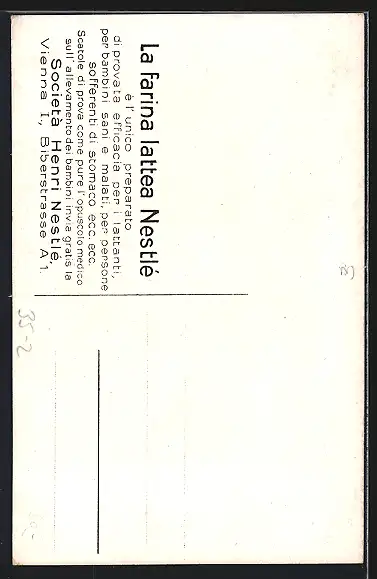 La farina lattea Nestlé
è l'unico preparato
di provata efficacia per i lattanti,
per bambini sani e malati, per persone
sofferenti di stomaco ecc. ecc.
Scatole di prova come pure l'opuscolo medico
sull'allevamento dei bambini invia gratis la
Società Henri Nestlé,
Vienna I., Biberstrasse A 1.
35-2